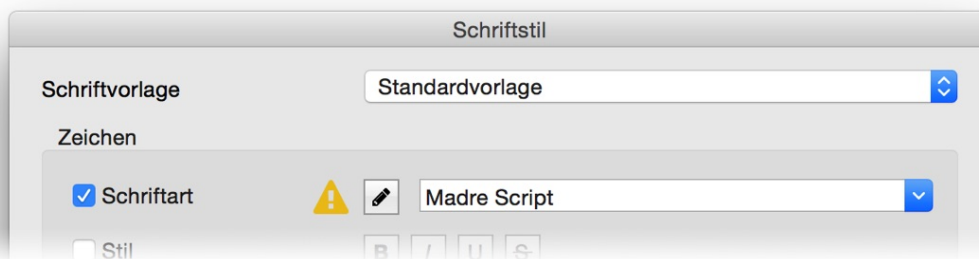 Schriftstil
Schriftvorlage Standardvorlage
Zeichen
Schriftart Madre Script
Stil B I U S